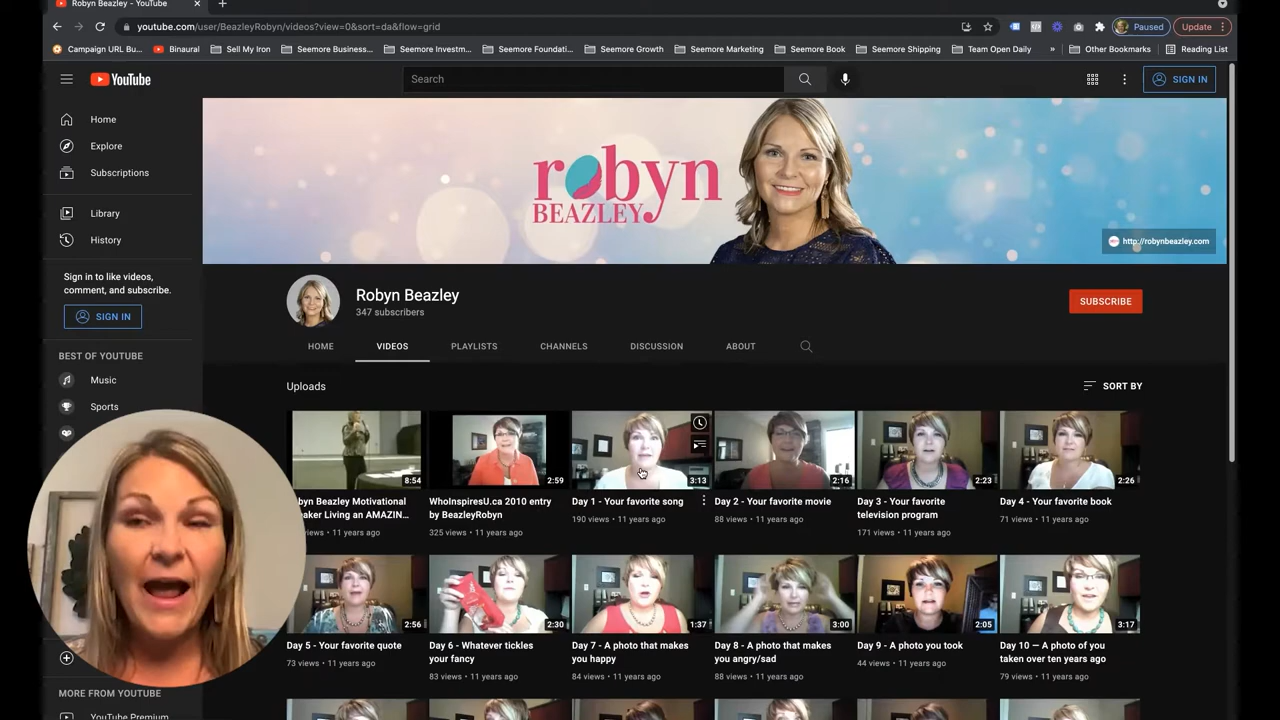 Robyn Beazley - YouTube
youtube.com/user/BeazleyRobyn/videos?view=0&sort=da&flow=grid
Paused
Update
Campaign URL Bu...
Binaural
Sell My Iron
Seemore Business...
Seemore Investm...
Seemore Foundati...
Seemore Growth
Seemore Marketing
Seemore Book
Seemore Shipping
Team Open Daily
»
Other Bookmarks
Reading List
YouTube
Search
SIGN IN
Home
Explore
Subscriptions
Library
History
Sign in to like videos,
comment, and subscribe.
SIGN IN
BEST OF YOUTUBE
Music
Sports
MORE FROM YOUTUBE
YouTube Premium
robyn
BEAZLEY
http://robynbeazley.com
Robyn Beazley
347 subscribers
SUBSCRIBE
HOME
VIDEOS
PLAYLISTS
CHANNELS
DISCUSSION
ABOUT
Uploads
SORT BY
8:54
2:59
3:13
2:16
2:23
2:26
byn Beazley Motivational
aker Living an AMAZIN...
11 years ago
WhoInspiresU.ca 2010 entry
by BeazleyRobyn
325 views • 11 years ago
Day 1 - Your favorite song
190 views • 11 years ago
Day 2 - Your favorite movie
88 views • 11 years ago
Day 3 - Your favorite
television program
171 views • 11 years ago
Day 4 - Your favorite book
71 views • 11 years ago
2:56
2:30
1:37
3:00
2:05
3:17
Day 5 - Your favorite quote
73 views • 11 years ago
Day 6 - Whatever tickles
your fancy
83 views • 11 years ago
Day 7 - A photo that makes
you happy
84 views • 11 years ago
Day 8 - A photo that makes
you angry/sad
88 views • 11 years ago
Day 9 - A photo you took
44 views • 11 years ago
Day 10 — A photo of you
taken over ten years ago
79 views • 11 years ago